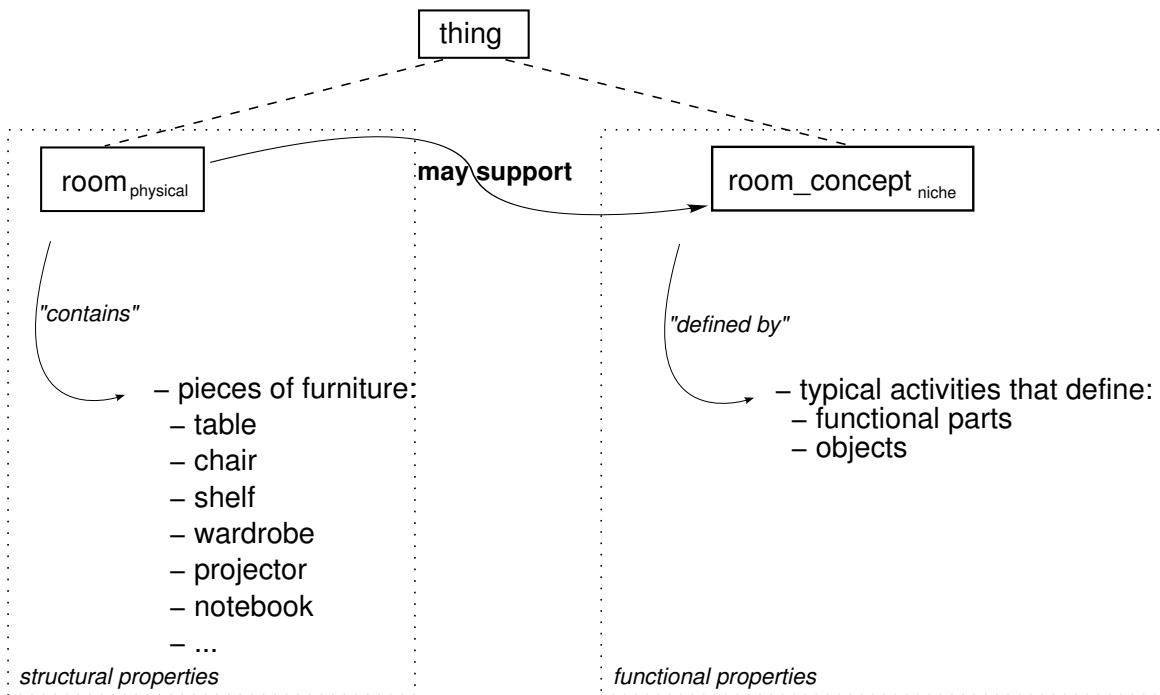 thing
room physical
may support
room_concept niche
"contains"
"defined by"
– pieces of furniture:
– table
– chair
– shelf
– wardrobe
– projector
– notebook
– ...
– typical activities that define:
– functional parts
– objects
structural properties
functional properties